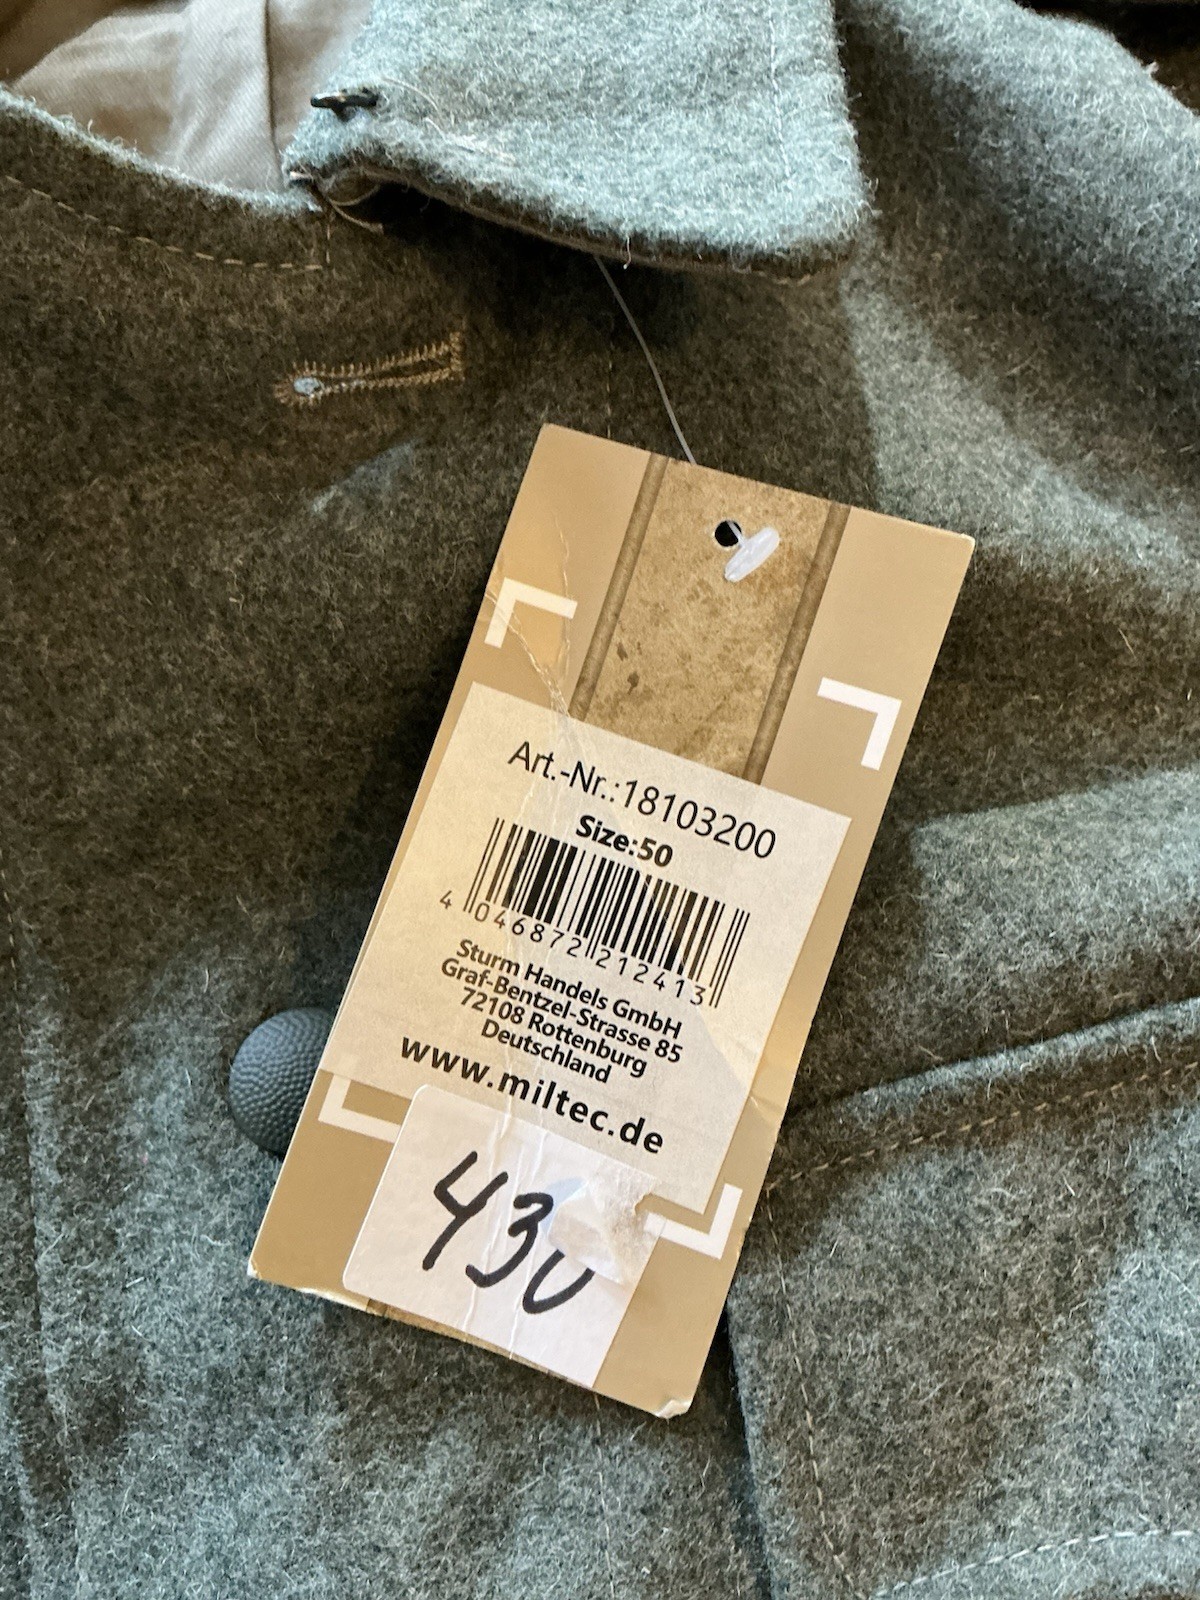 Art.-Nr.:18103200
Size:50
4 046872 212413
Sturm Handels GmbH
Graf-Bentzel-Strasse 85
72108 Rottenburg
Deutschland
www.miltec.de
430